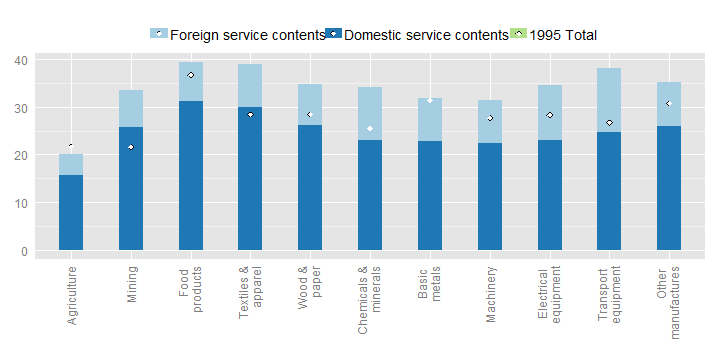 Foreign service contents Domestic service contents 1995 Total
40
30
20
10
0
Agriculture
Mining
Food
products
Textiles &
apparel
Wood &
paper
Chemicals &
minerals
Basic
metals
Machinery
Electrical
equipment
Transport
equipment
Other
manufactures